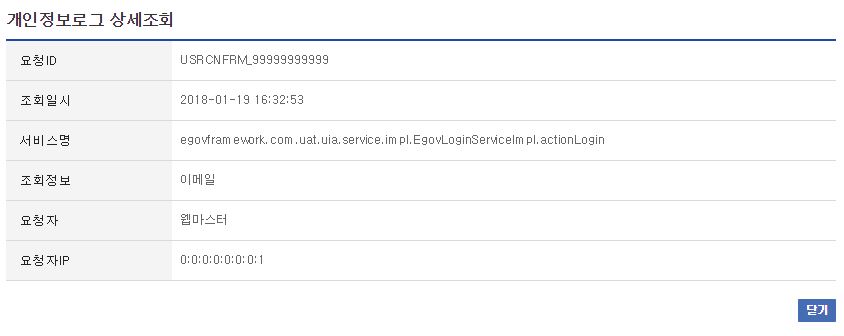 개인정보로그 상세조회
요청ID USRCNFRM_99999999999
조회일시 2018-01-19 16:32:53
서비스명 egovframework.com.uat.uia.service.impl.EgovLoginServiceImpl.actionLogin
조회정보 이메일
요청자 웹마스터
요청자IP 0:0:0:0:0:0:0:1
닫기